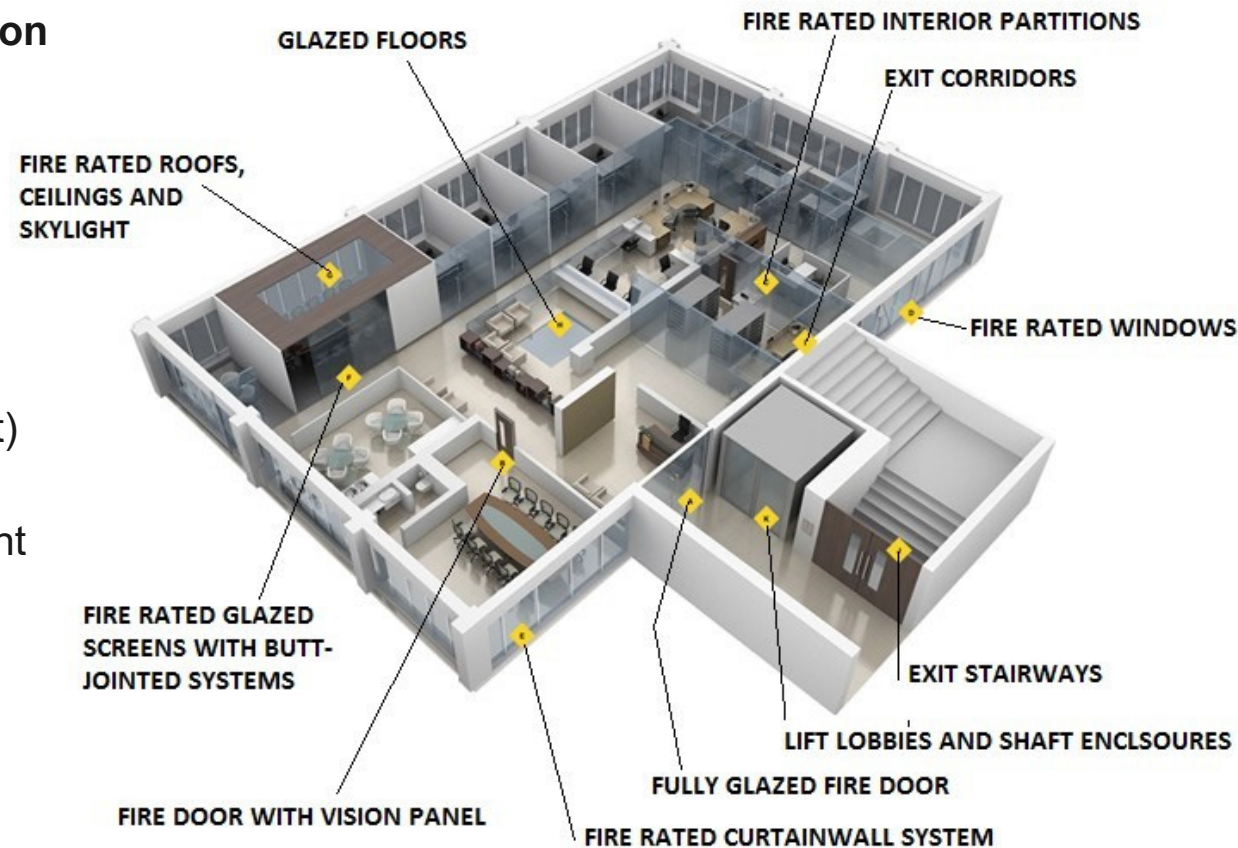 on
FIRE RATED INTERIOR PARTITIONS
GLAZED FLOORS
EXIT CORRIDORS
FIRE RATED ROOFS,
CEILINGS AND
SKYLIGHT
FIRE RATED WINDOWS
t)
nt
FIRE RATED GLAZED
SCREENS WITH BUTT-
JOINTED SYSTEMS
EXIT STAIRWAYS
LIFT LOBBIES AND SHAFT ENCLSOURES
FULLY GLAZED FIRE DOOR
FIRE DOOR WITH VISION PANEL
FIRE RATED CURTAINWALL SYSTEM